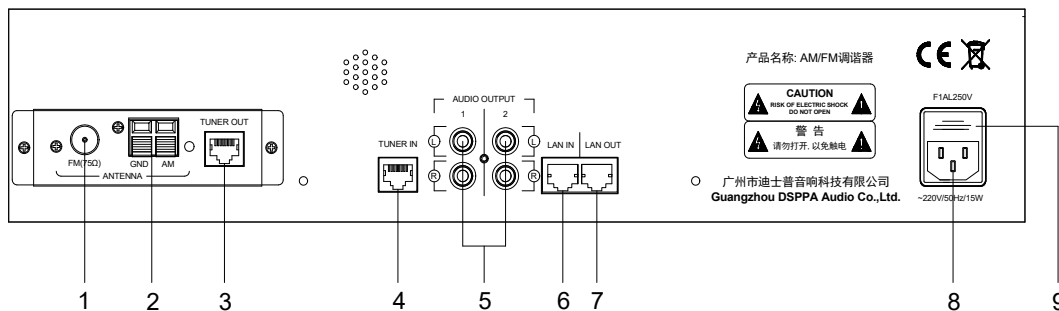 TUNER OUT
FM(75Ω)
GND
AM
ANTENNA
TUNER IN
AUDIO OUTPUT
1
2
L
L
R
R
LAN IN
LAN OUT
产品名称: AM/FM调谐器
CAUTION
RISK OF ELECTRIC SHOCK
DO NOT OPEN
警 告
请勿打开, 以免触电
广州市迪士普音响科技有限公司
Guangzhou DSPPA Audio Co.,Ltd.
CE
F1AL250V
~220V/50Hz/15W
1
2
3
4
5
6
7
8
9